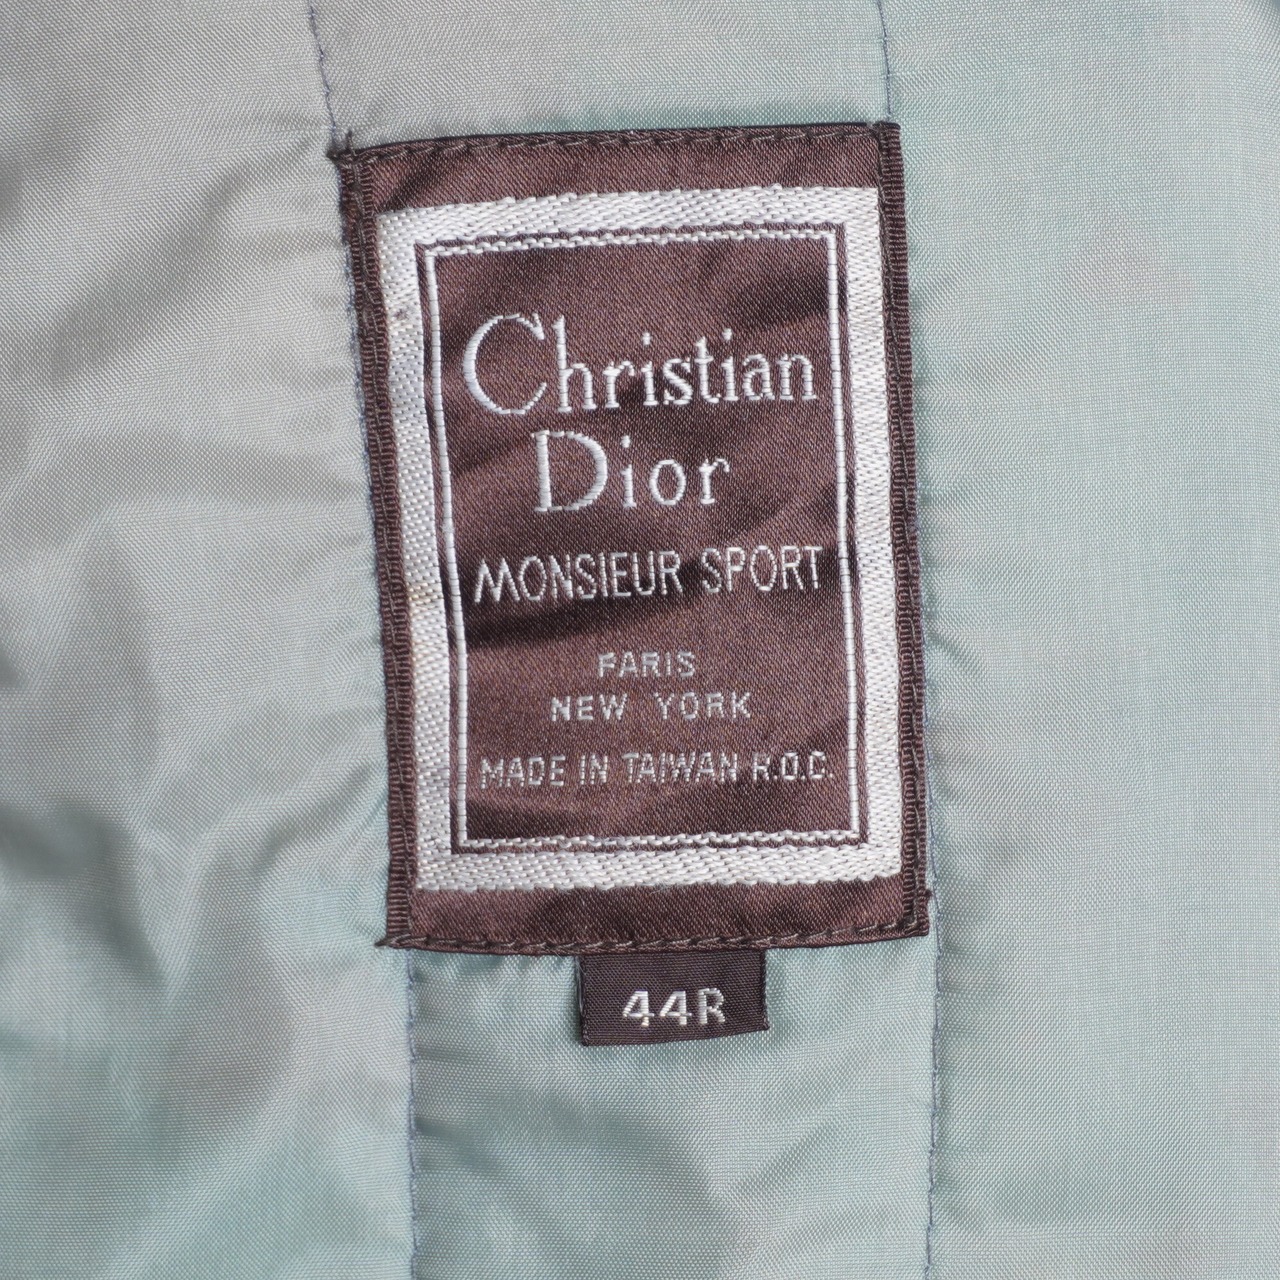 Christian
Dior
MONSIEUR SPORT
PARIS
NEW YORK
MADE IN TAIWAN R.O.C.
44R